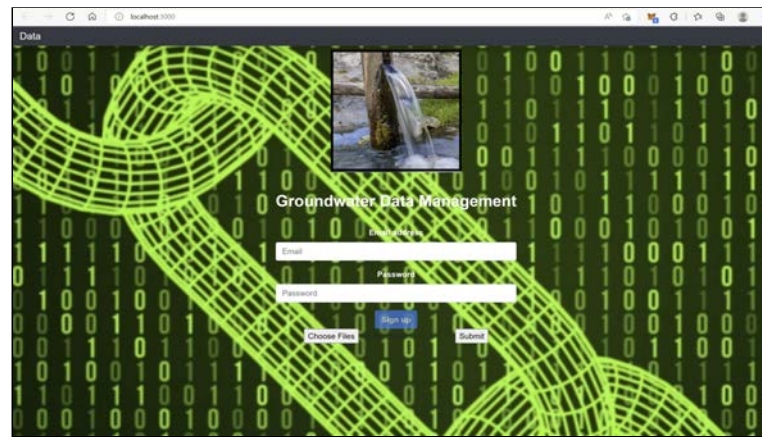 localhost:3000
Data
Groundwater Data Management
Email address
Email
Password
Password
Sign up
Choose Files
Submit